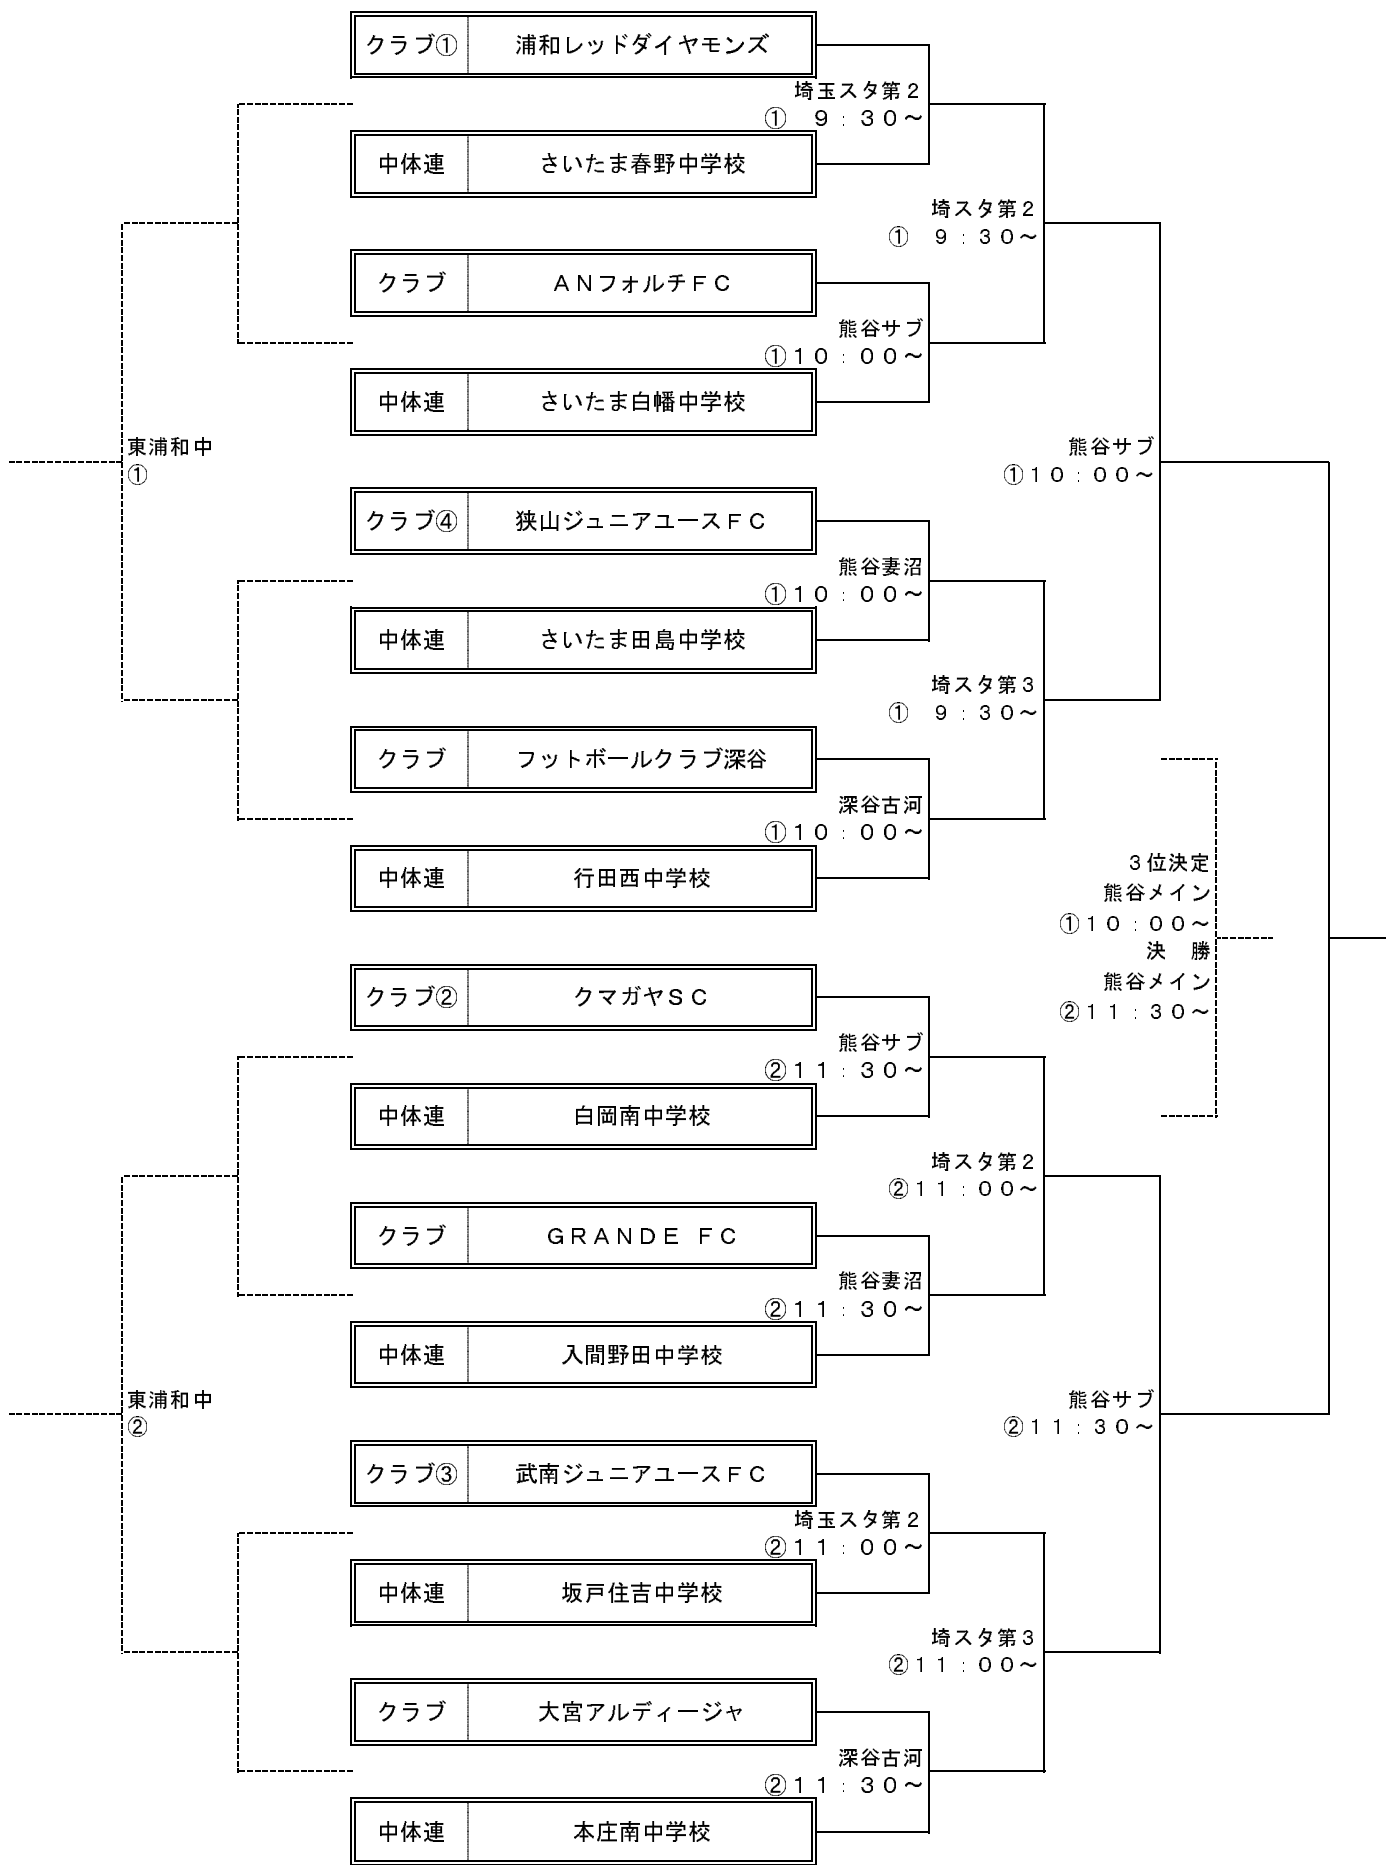 クラブ① 浦和レッドダイヤモンズ
埼玉スタ第２
① ９：３０～
中体連 さいたま春野中学校
埼スタ第２
① ９：３０～
クラブ ＡＮフォルチＦＣ
熊谷サブ
①１０：００～
中体連 さいたま白幡中学校
東浦和中
①
熊谷サブ
①１０：００～
クラブ④ 狭山ジュニアユースＦＣ
熊谷妻沼
①１０：００～
中体連 さいたま田島中学校
埼スタ第３
① ９：３０～
クラブ フットボールクラブ深谷
深谷古河
①１０：００～
中体連 行田西中学校
３位決定
熊谷メイン
①１０：００～
決　勝
熊谷メイン
②１１：３０～
クラブ② クマガヤＳＣ
熊谷サブ
②１１：３０～
中体連 白岡南中学校
埼スタ第２
②１１：００～
クラブ ＧＲＡＮＤＥ ＦＣ
熊谷妻沼
②１１：３０～
中体連 入間野田中学校
東浦和中
②
熊谷サブ
②１１：３０～
クラブ③ 武南ジュニアユースＦＣ
埼玉スタ第２
②１１：００～
中体連 坂戸住吉中学校
埼スタ第３
②１１：００～
クラブ 大宮アルディージャ
深谷古河
②１１：３０～
中体連 本庄南中学校